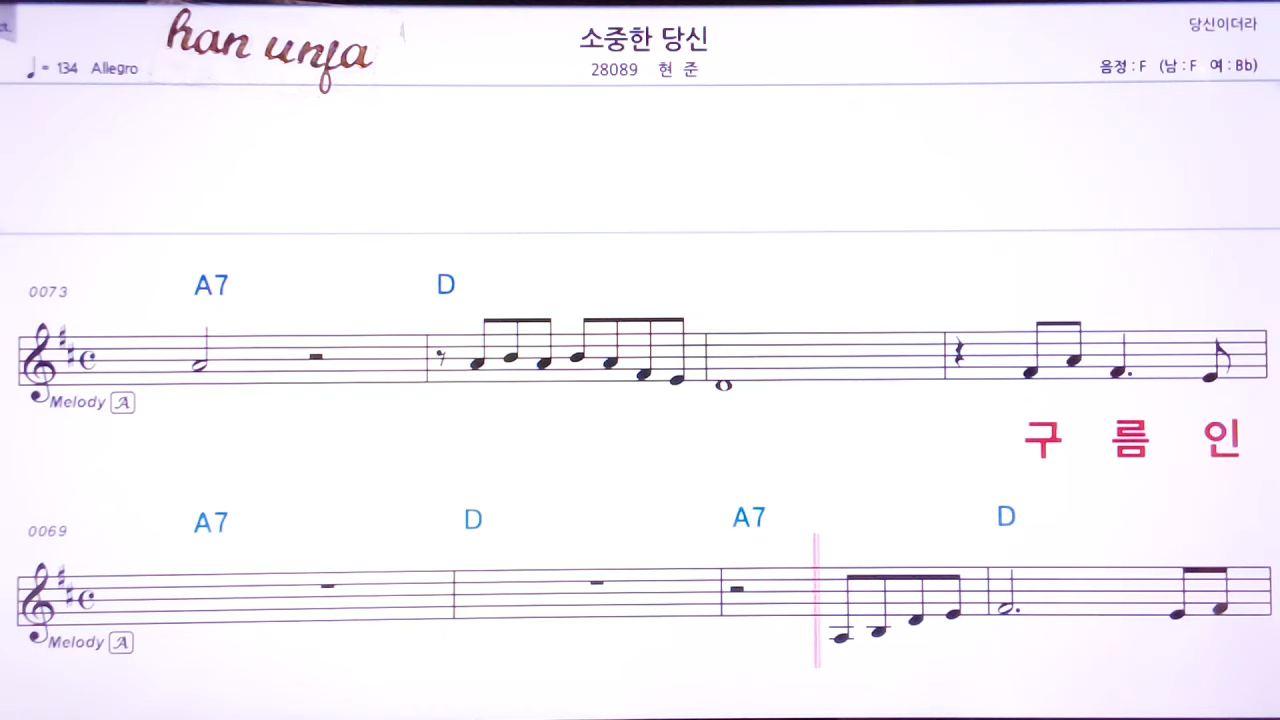 han unfa
소중한 당신
당신이더라
♩= 134 Allegro
28089 현 준
음정 : F (남 : F 여 : Bb)
0073
A7 D
Melody A
구 름 인
0069
A7 D A7 D
Melody A